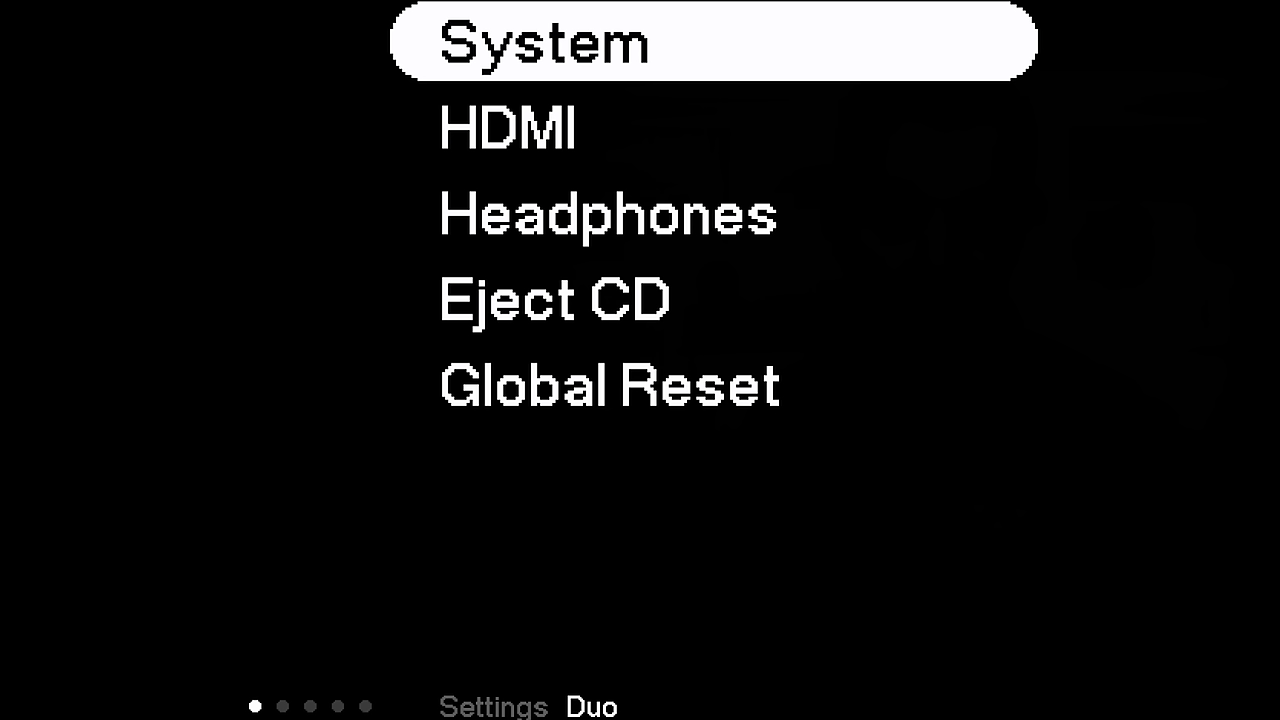 System
HDMI
Headphones
Eject CD
Global Reset
Settings Duo